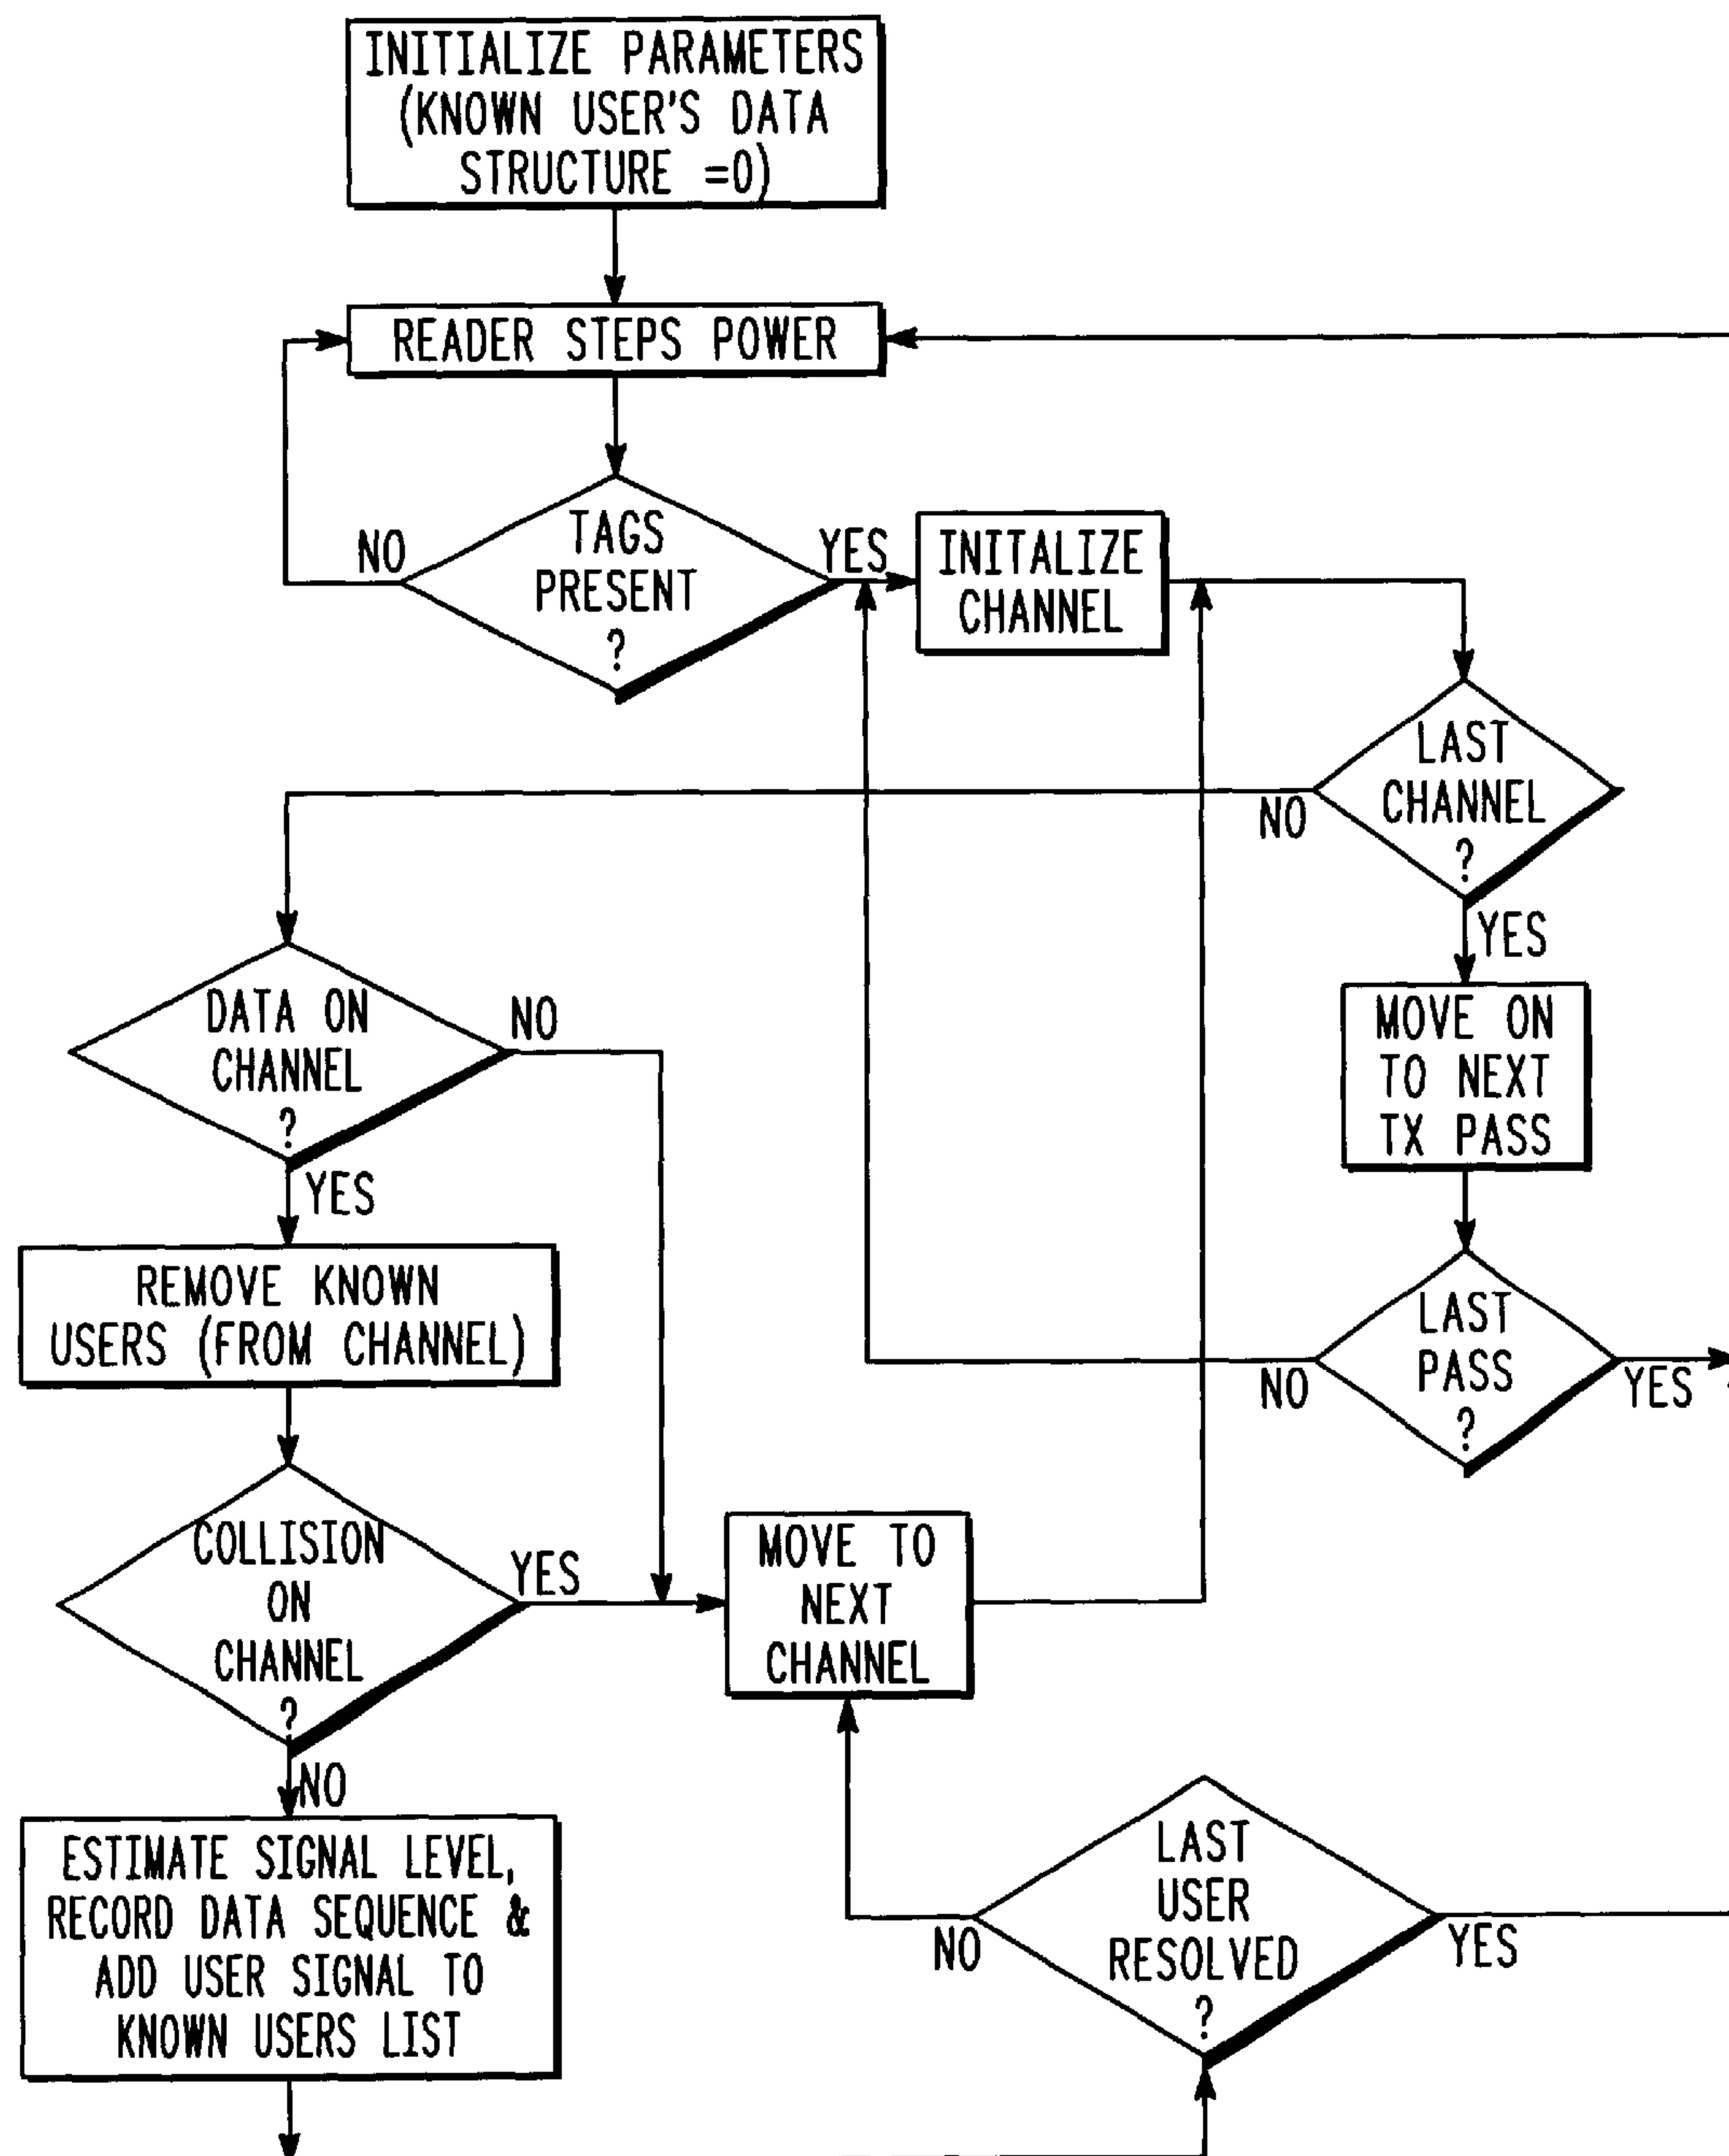 INITIALIZE PARAMETERS
(KNOWN USER'S DATA
STRUCTURE =0)
READER STEPS POWER
TAGS
PRESENT
?
NO
YES
INITALIZE
CHANNEL
LAST
CHANNEL
?
NO
YES
DATA ON
CHANNEL
?
NO
YES
MOVE ON
TO NEXT
TX PASS
REMOVE KNOWN
USERS (FROM CHANNEL)
LAST
PASS
?
NO
YES
COLLISION
ON
CHANNEL
?
YES
NO
MOVE TO
NEXT
CHANNEL
ESTIMATE SIGNAL LEVEL,
RECORD DATA SEQUENCE &
ADD USER SIGNAL TO
KNOWN USERS LIST
LAST
USER
RESOLVED
?
NO
YES